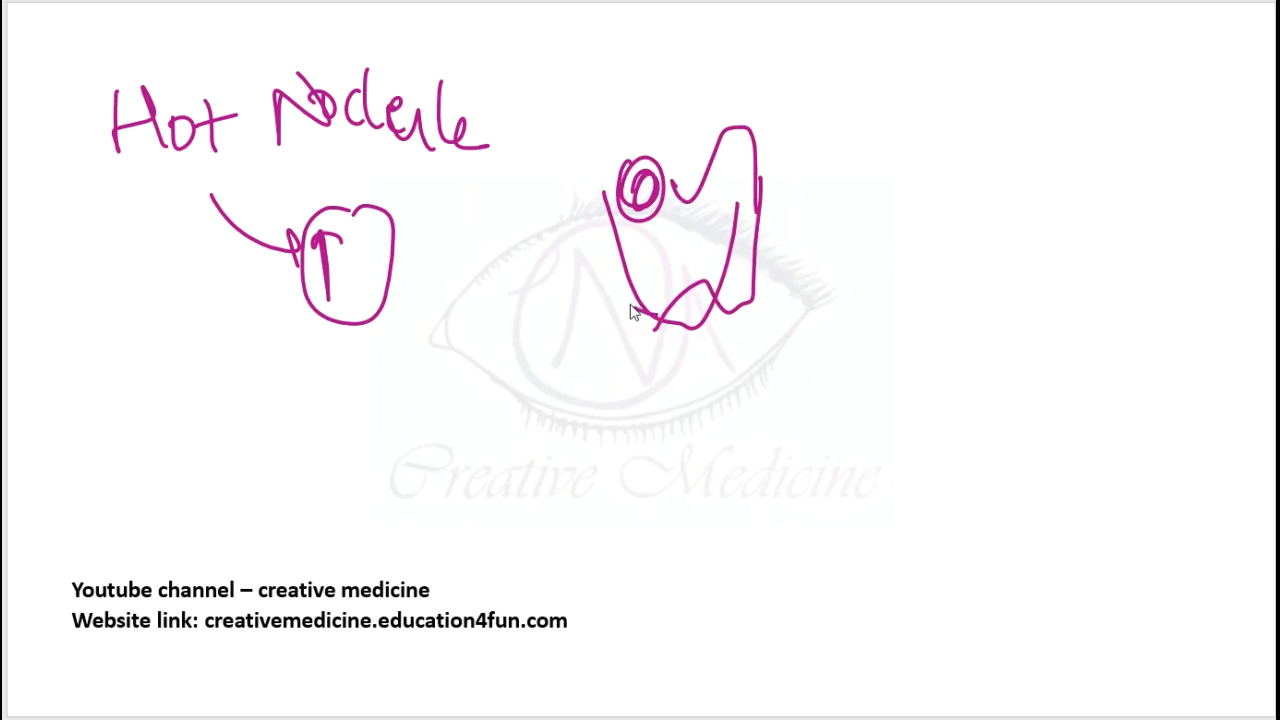 Hot Nodule
Creative Medicine
Youtube channel – creative medicine
Website link: creativemedicine.education4fun.com